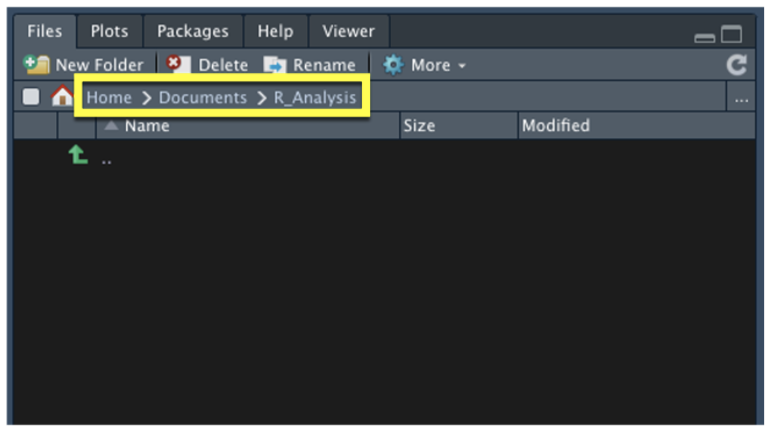 Files Plots Packages Help Viewer
New Folder Delete Rename More
Home > Documents > R_Analysis ...
Name Size Modified
..